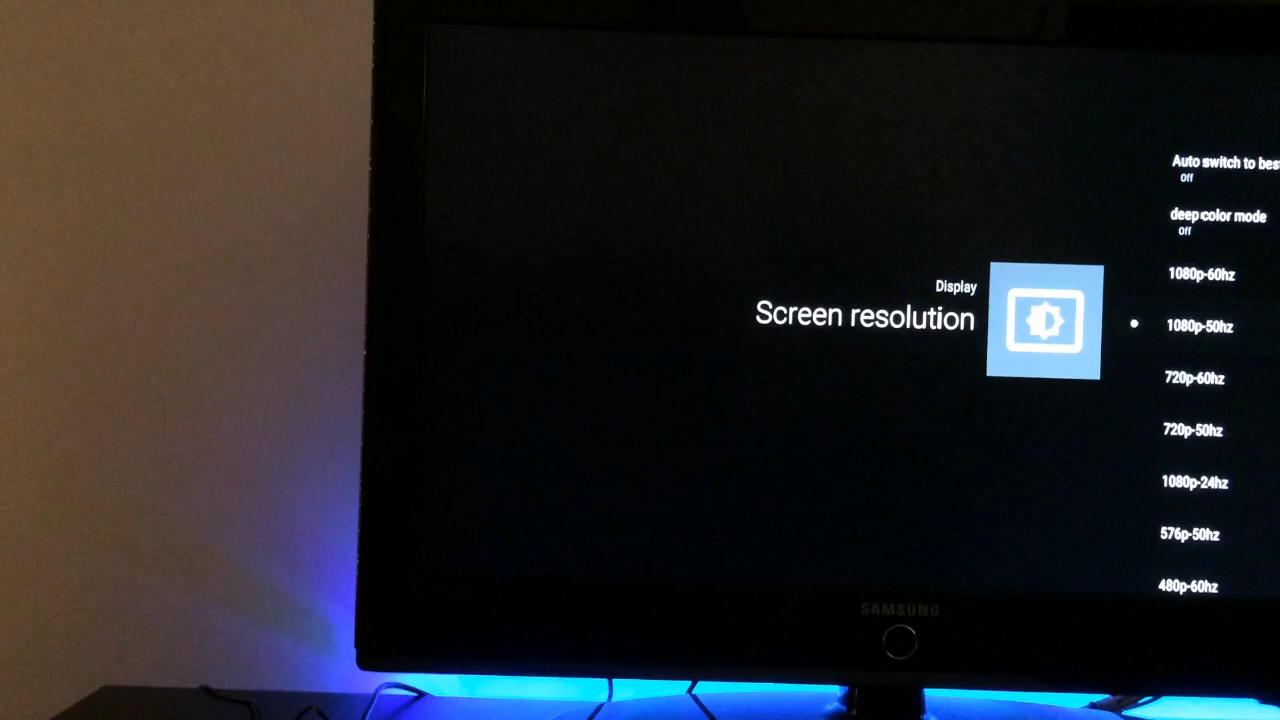 Display
Screen resolution
Auto switch to
Off
deep color mode
Off
1080p-60hz
1080p-50hz
720p-60hz
720p-50hz
1080p-24hz
576p-50hz
480p-60hz
SAMSUNG